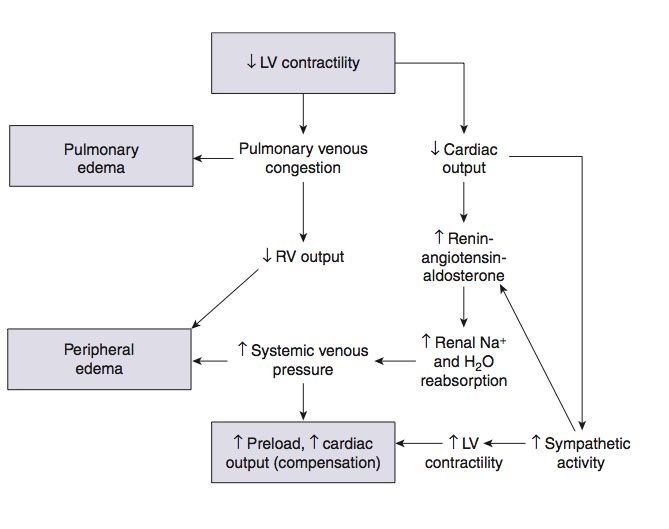 ↓ LV contractility
Pulmonary
edema
Pulmonary venous
congestion
↓ Cardiac
output
↓ RV output
↑ Renin-
angiotensin-
aldosterone
Peripheral
edema
↑ Systemic venous
pressure
↑ Renal Na⁺
and H₂O
reabsorption
↑ Preload, ↑ cardiac
output (compensation)
↑ LV
contractility
↑ Sympathetic
activity